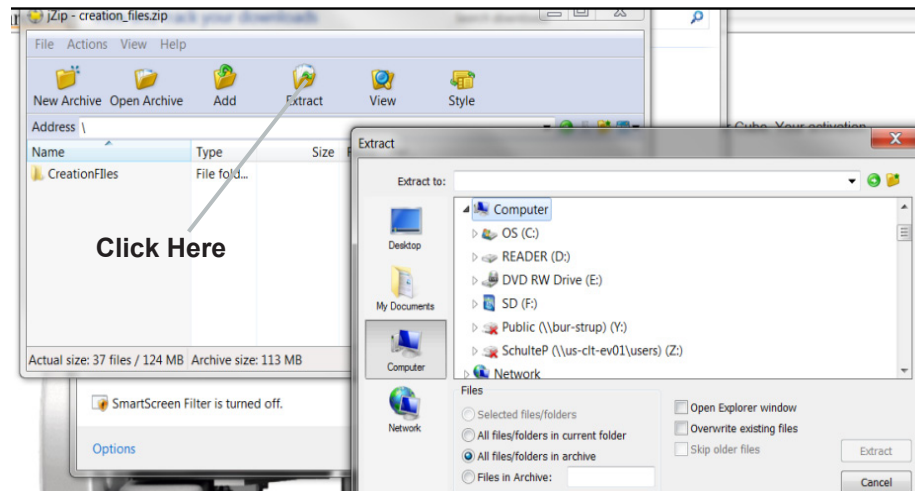 jZip - creation_files.zip
File Actions View Help
New Archive Open Archive Add Extract View Style
Address \
Name Type Size
CreationFIles File fold...
Click Here
Actual size: 37 files / 124 MB Archive size: 113 MB
SmartScreen Filter is turned off.
Options
Extract
Extract to:
Desktop
My Documents
Computer
Network
Computer
OS (C:)
READER (D:)
DVD RW Drive (E:)
SD (F:)
Public (\\bur-strup) (Y:)
SchulteP (\\us-clt-ev01\users) (Z:)
Network
Files
Selected files/folders
All files/folders in current folder
All files/folders in archive
Files in Archive:
Open Explorer window
Overwrite existing files
Skip older files
Extract
Cancel